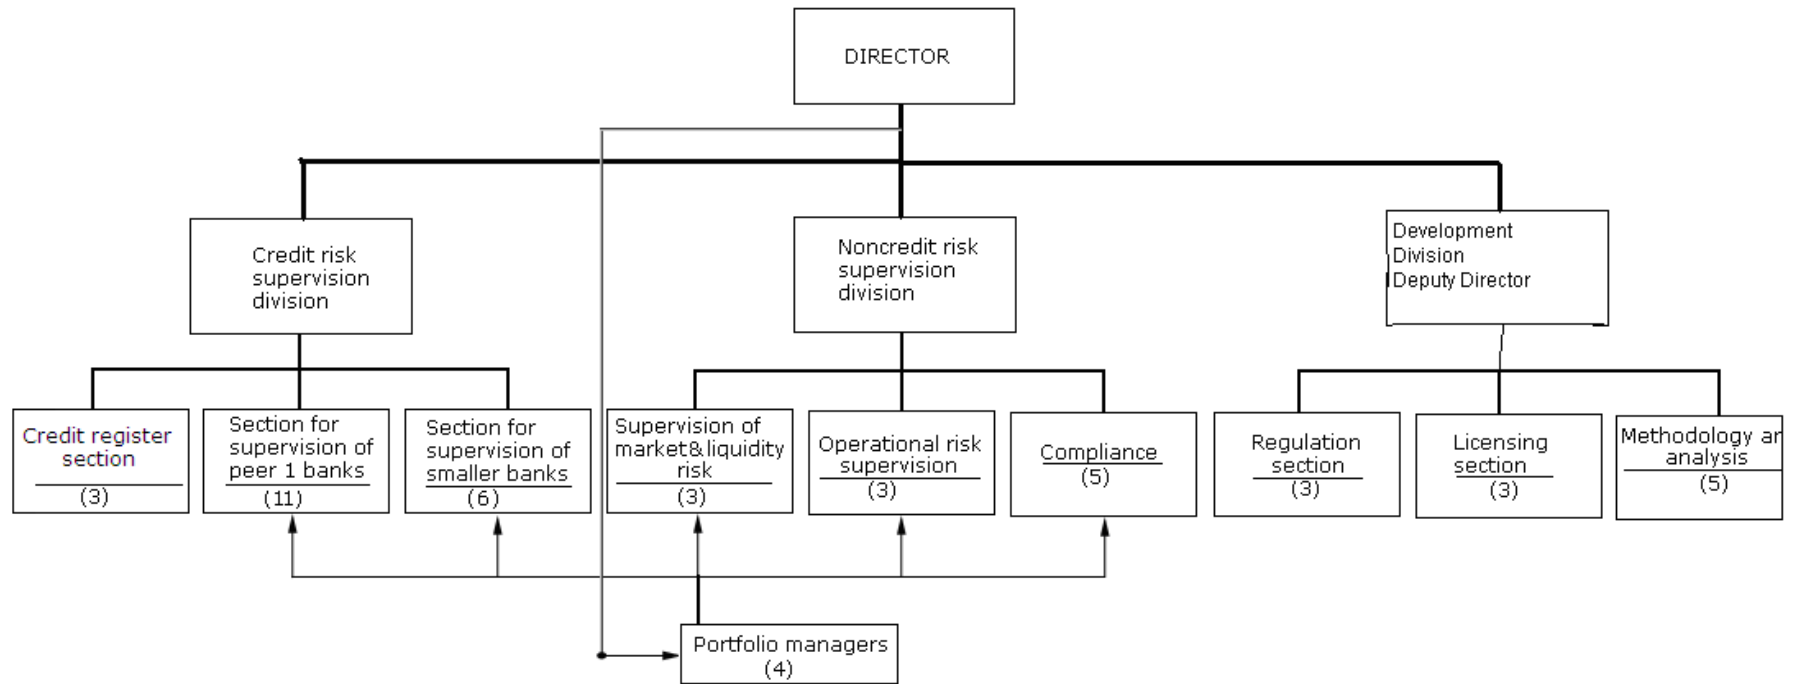 DIRECTOR
Credit risk
supervision
division
Noncredit risk
supervision
division
Development
Division
Deputy Director
Credit register
section
(3)
Section for
supervision of
peer 1 banks
(11)
Section for
supervision of
smaller banks
(6)
Supervision of
market&liquidity
risk
(3)
Operational risk
supervision
(3)
Compliance
(5)
Regulation
section
(3)
Licensing
section
(3)
Methodology ar
analysis
(5)
Portfolio managers
(4)